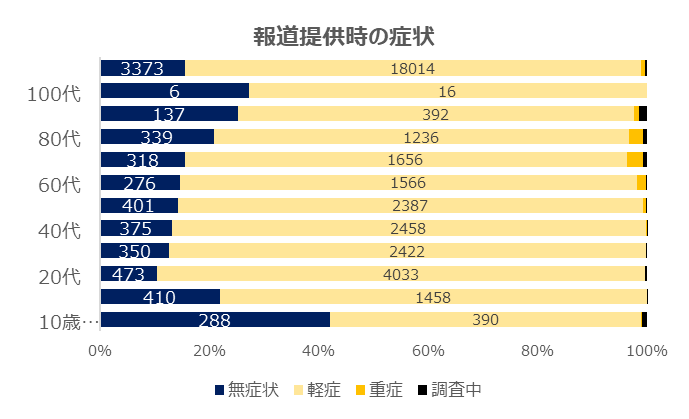 報道提供時の症状
3373 18014
100代 6 16
137 392
80代 339 1236
318 1656
60代 276 1566
401 2387
40代 375 2458
350 2422
20代 473 4033
410 1458
10歳… 288 390
0% 20% 40% 60% 80% 100%
無症状 軽症 重症 調査中